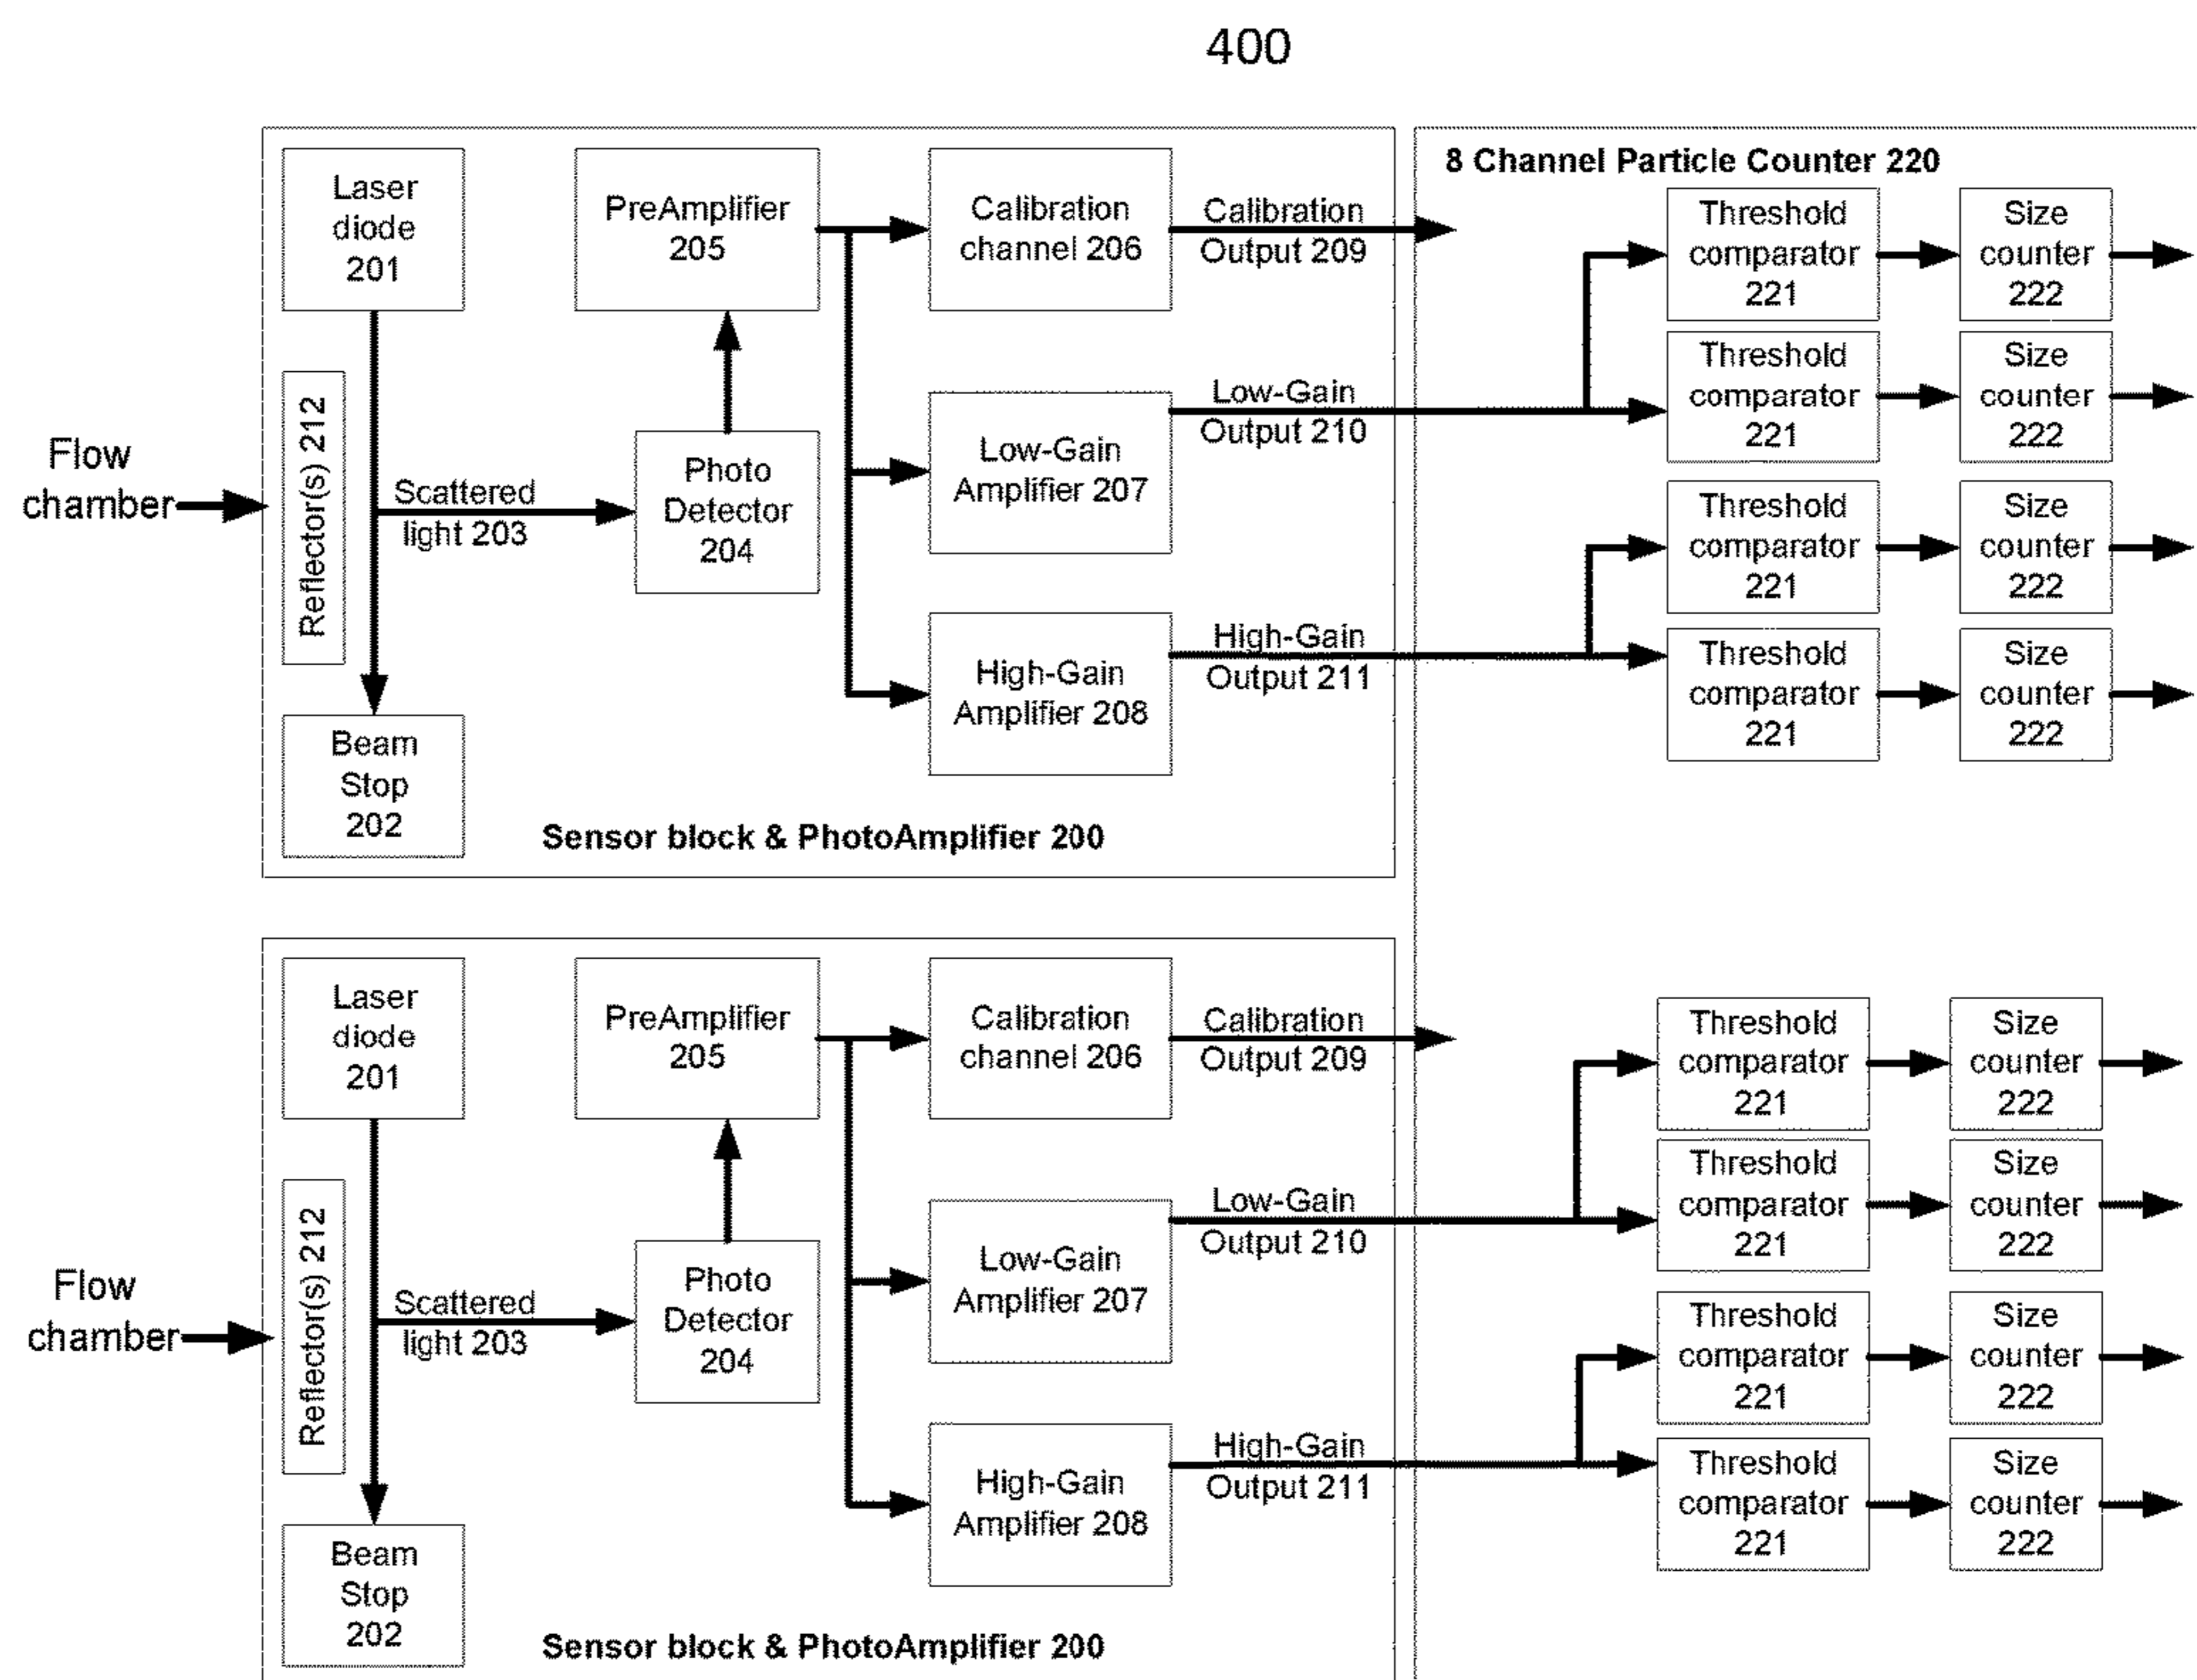 400
8 Channel Particle Counter 220
Laser
diode
201
PreAmplifier
205
Calibration
channel 206
Calibration
Output 209
Threshold
comparator
221
Size
counter
222
Threshold
comparator
221
Size
counter
222
Flow
chamber
Reflector(s) 212
Scattered
light 203
Photo
Detector
204
Low-Gain
Amplifier 207
Low-Gain
Output 210
Threshold
comparator
221
Size
counter
222
High-Gain
Amplifier 208
High-Gain
Output 211
Threshold
comparator
221
Size
counter
222
Beam
Stop
202
Sensor block & PhotoAmplifier 200
Laser
diode
201
PreAmplifier
205
Calibration
channel 206
Calibration
Output 209
Threshold
comparator
221
Size
counter
222
Threshold
comparator
221
Size
counter
222
Flow
chamber
Reflector(s) 212
Scattered
light 203
Photo
Detector
204
Low-Gain
Amplifier 207
Low-Gain
Output 210
Threshold
comparator
221
Size
counter
222
High-Gain
Amplifier 208
High-Gain
Output 211
Threshold
comparator
221
Size
counter
222
Beam
Stop
202
Sensor block & PhotoAmplifier 200